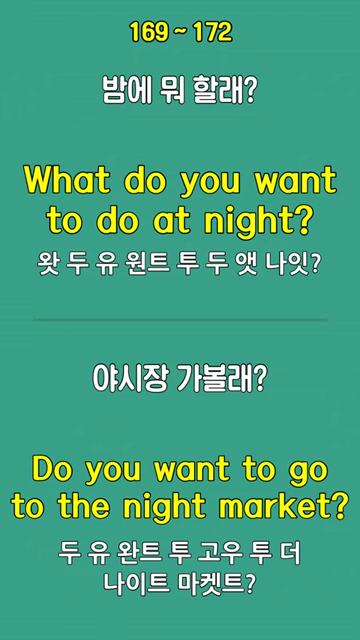 169 ~ 172
밤에 뭐 할래?
What do you want
to do at night?
왓 두 유 원트 투 두 앳 나잇?
야시장 가볼래?
Do you want to go
to the night market?
두 유 완트 투 고우 투 더
나이트 마켓트?